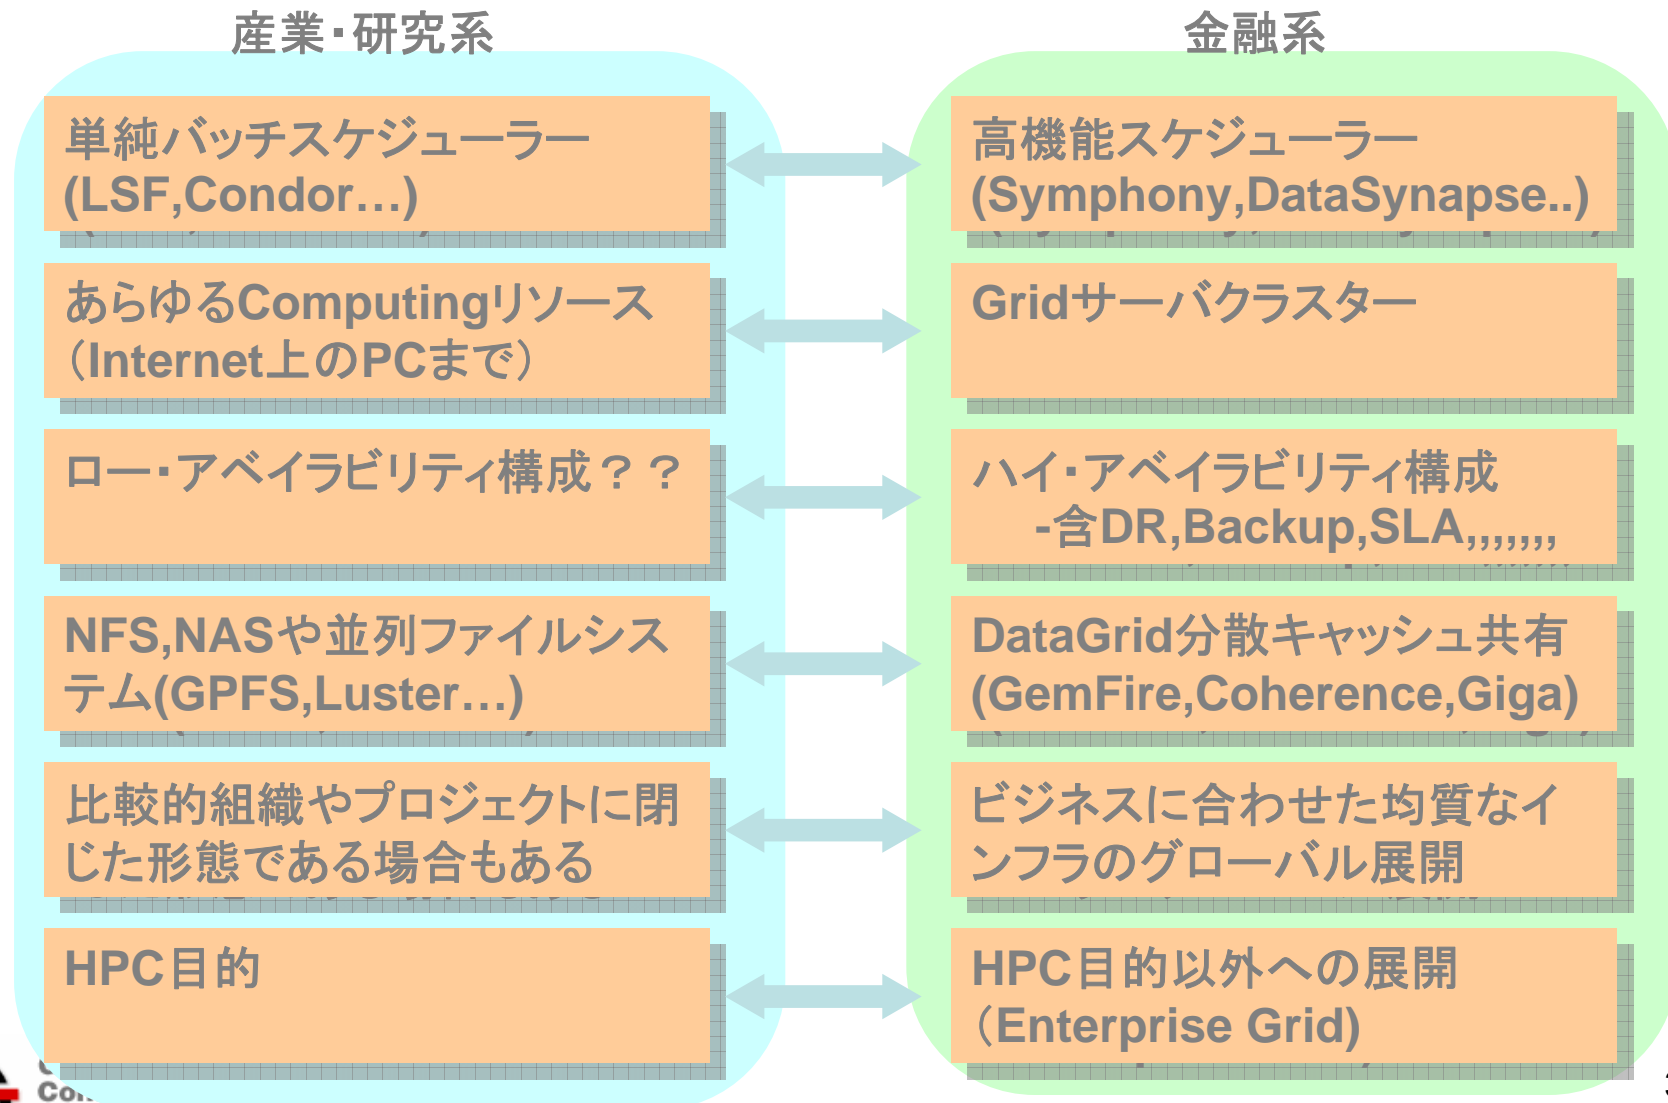 産業・研究系
金融系
単純バッチスケジューラー
(LSF,Condor…)
高機能スケジューラー
(Symphony,DataSynapse..)
あらゆるComputingリソース
（Internet上のPCまで）
Gridサーバクラスター
ロー・アベイラビリティ構成？？
ハイ・アベイラビリティ構成
-含DR,Backup,SLA,,,,,,,
NFS,NASや並列ファイルシス
テム(GPFS,Luster…)
DataGrid分散キャッシュ共有
(GemFire,Coherence,Giga)
比較的組織やプロジェクトに閉
じた形態である場合もある
ビジネスに合わせた均質なイ
ンフラのグローバル展開
HPC目的
HPC目的以外への展開
（Enterprise Grid)